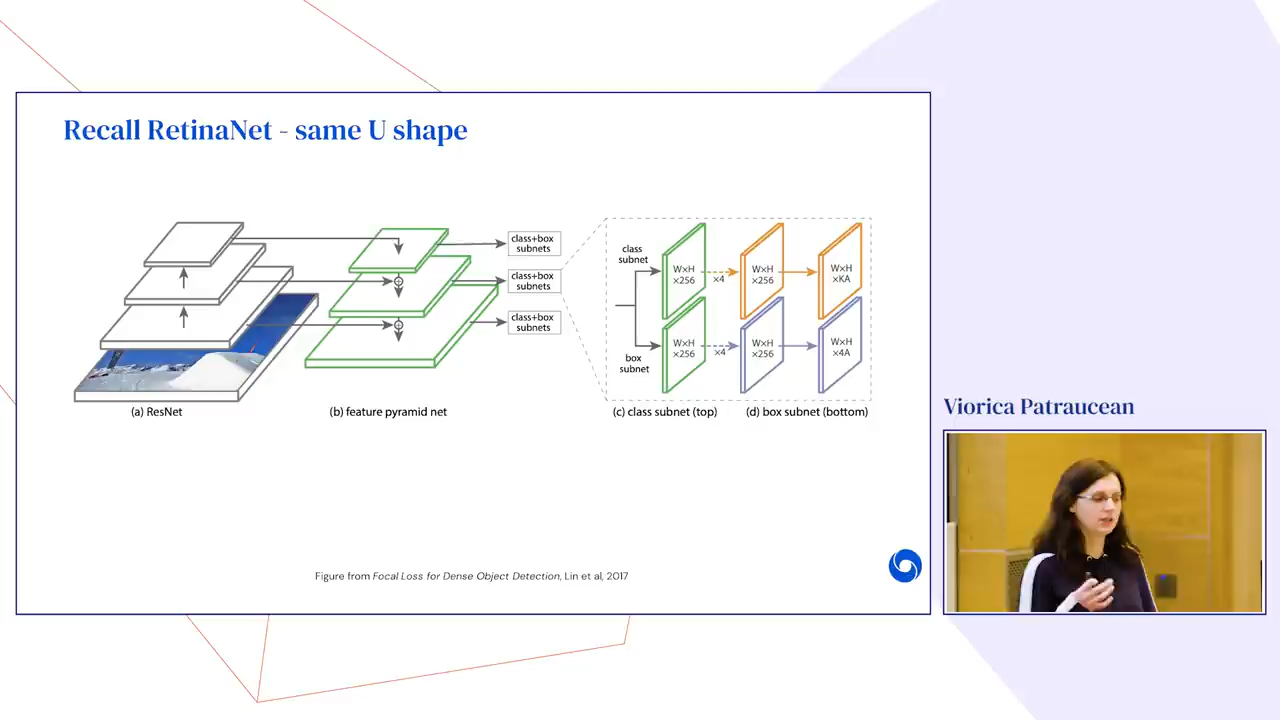 Recall RetinaNet - same U shape
class+box
subnets
class+box
subnets
class+box
subnets
class
subnet
W×H
×256
×4
W×H
×256
W×H
×KA
box
subnet
W×H
×256
×4
W×H
×256
W×H
×4A
(a) ResNet
(b) feature pyramid net
(c) class subnet (top)
(d) box subnet (bottom)
Figure from Focal Loss for Dense Object Detection, Lin et al, 2017
Viorica Patraucean